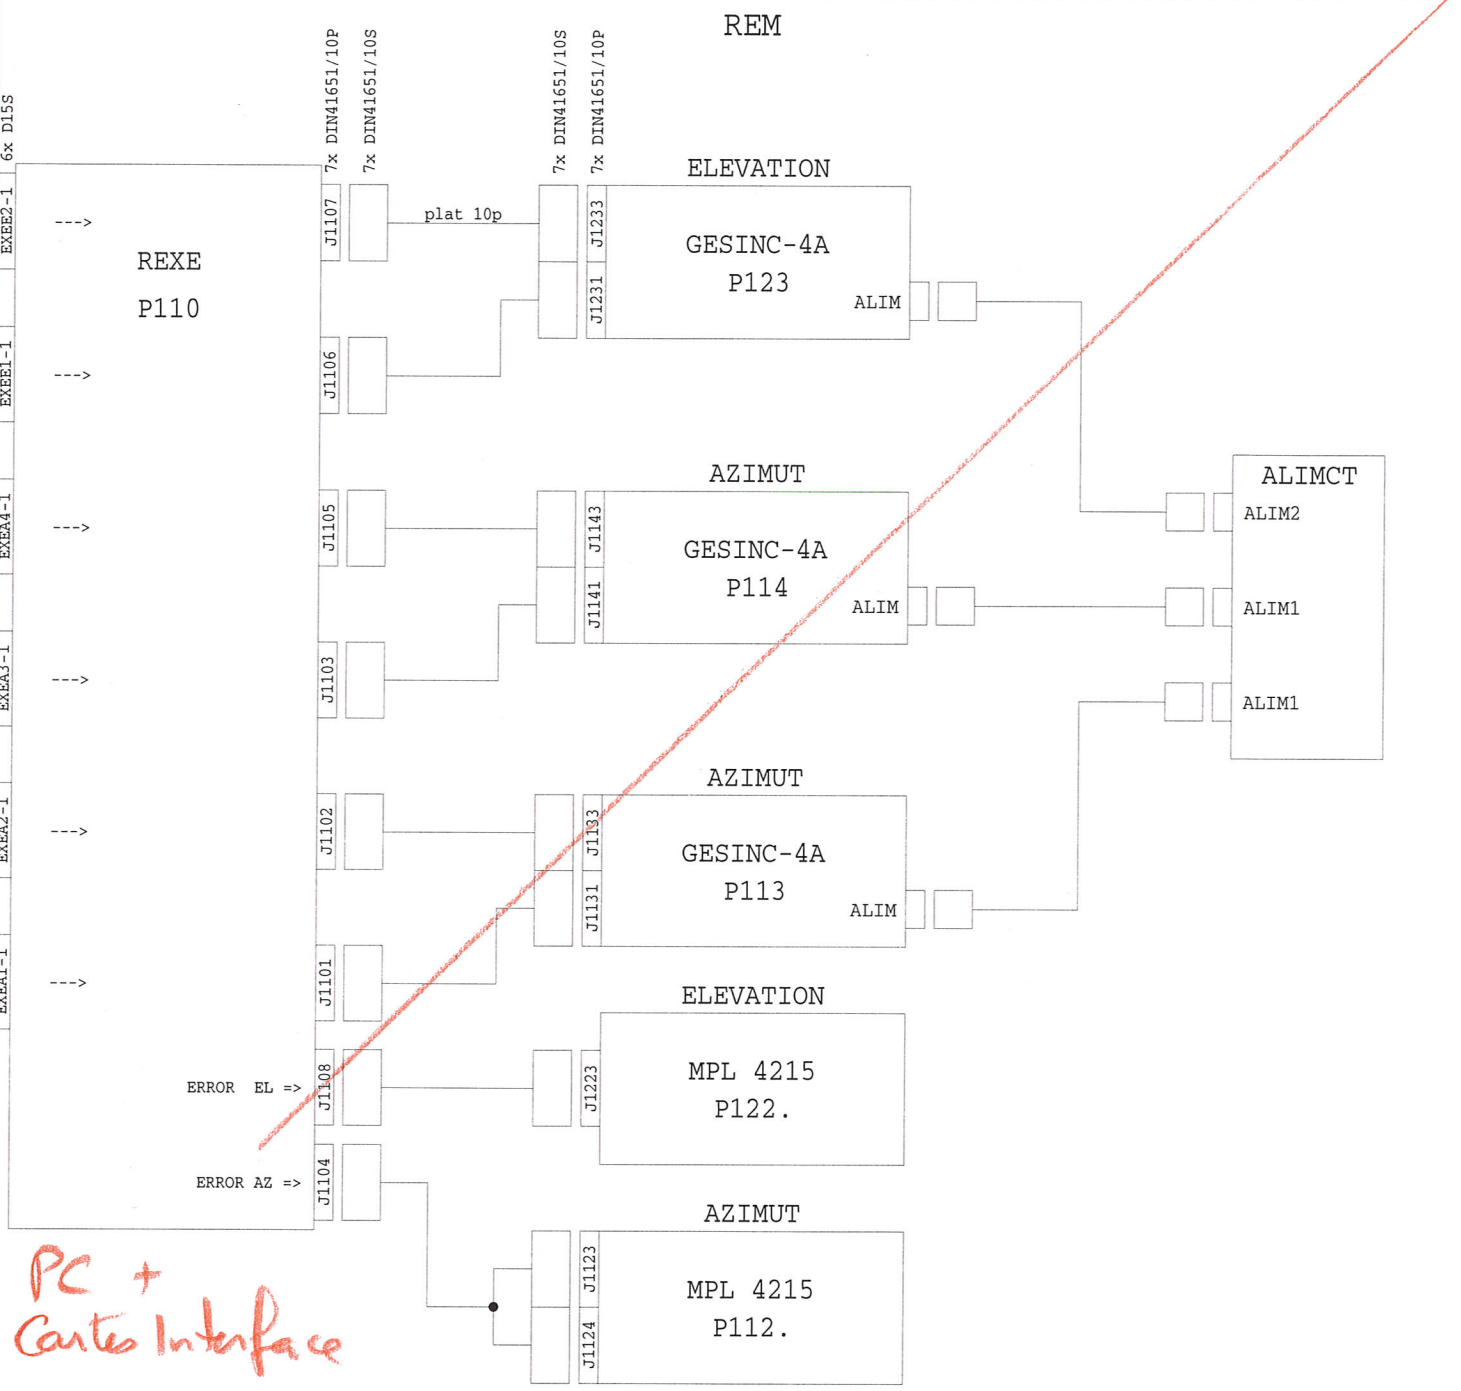 REM
6x D15S
7x DIN41651/10P
7x DIN41651/10S
7x DIN41651/10S
7x DIN41651/10P
EXEE2-1
--->
REXE
P110
J1107
plat 10p
J1233
J1231
ELEVATION
GESINC-4A
P123
ALIM
EXEE1-1
--->
J1106
ALIMCT
ALIM2
ALIM1
ALIM1
EXEA4-1
--->
J1105
J1143
J1141
AZIMUT
GESINC-4A
P114
ALIM
EXEA3-1
--->
J1103
EXEA2-1
--->
J1102
J1133
J1131
AZIMUT
GESINC-4A
P113
ALIM
EXEA1-1
--->
J1101
ELEVATION
ERROR EL =>
J1108
J1223
MPL 4215
P122.
ERROR AZ =>
J1104
AZIMUT
J1123
J1124
MPL 4215
P112.
PC +
Cartes Interface